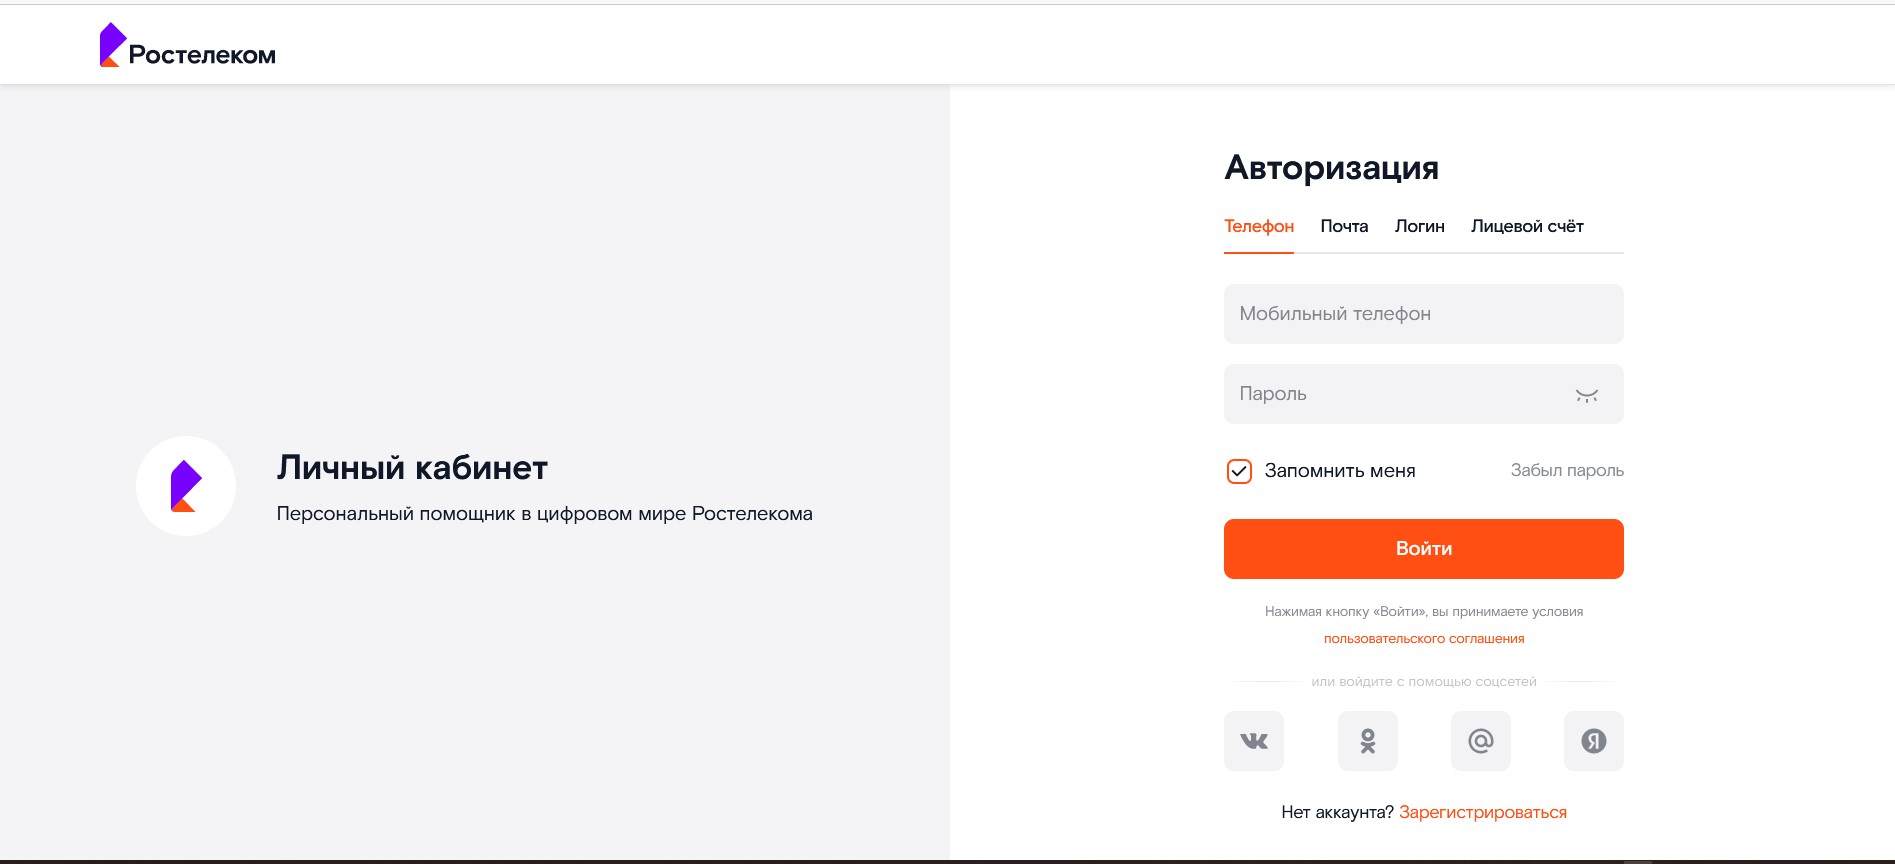 Ростелеком
Личный кабинет
Персональный помощник в цифровом мире Ростелекома
Авторизация
Телефон Почта Логин Лицевой счёт
Мобильный телефон
Пароль
Запомнить меня Забыл пароль
Войти
Нажимая кнопку «Войти», вы принимаете условия
пользовательского соглашения
или войдите с помощью соцсетей
Нет аккаунта? Зарегистрироваться